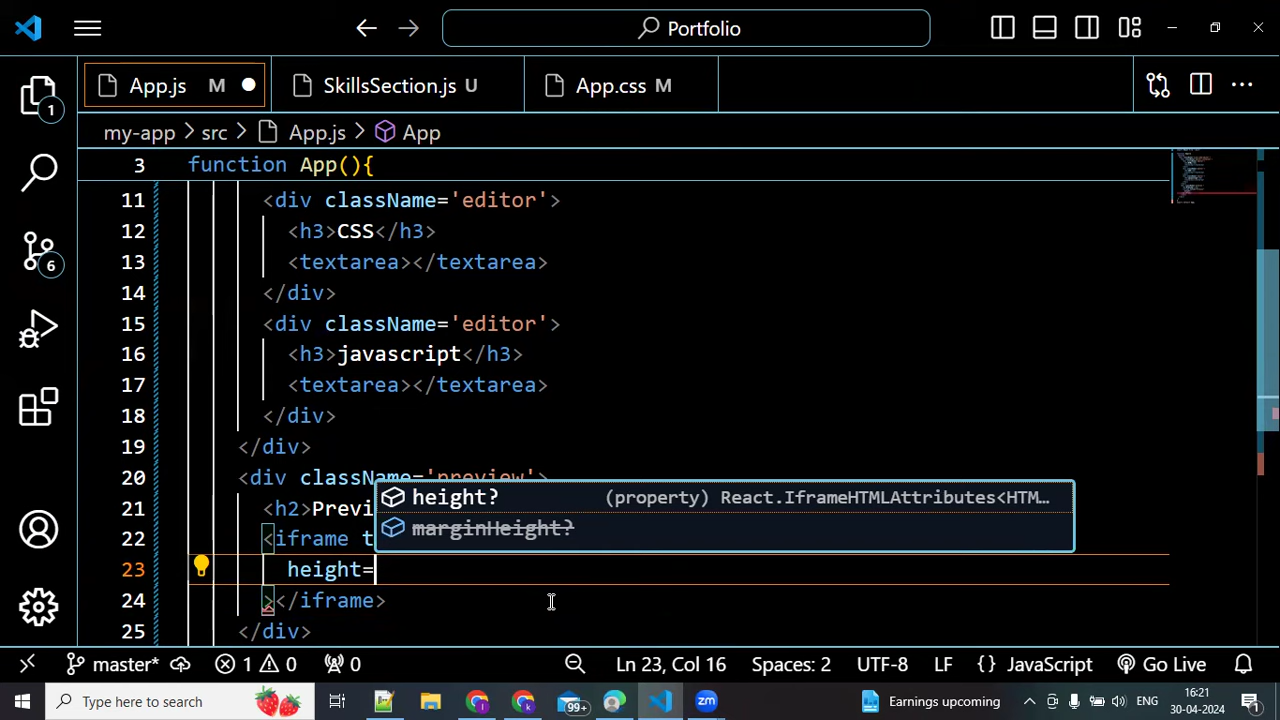 Portfolio
App.js M
SkillsSection.js U
App.css M
my-app > src > App.js > App
3 function App(){
11 <div className='editor'>
12 <h3>CSS</h3>
13 <textarea></textarea>
14 </div>
15 <div className='editor'>
16 <h3>javascript</h3>
17 <textarea></textarea>
18 </div>
19 </div>
20 <div className='preview'>
21 <h2>Previ
height? (property) React.IframeHTMLAttributes<HTM…
marginHeight?
22 <iframe t
23 height=
24 ></iframe>
25 </div>
1
6
master* 1 0 0 Ln 23, Col 16 Spaces: 2 UTF-8 LF {} JavaScript Go Live
Type here to search
99+
Earnings upcoming
ENG
16:21
30-04-2024
1